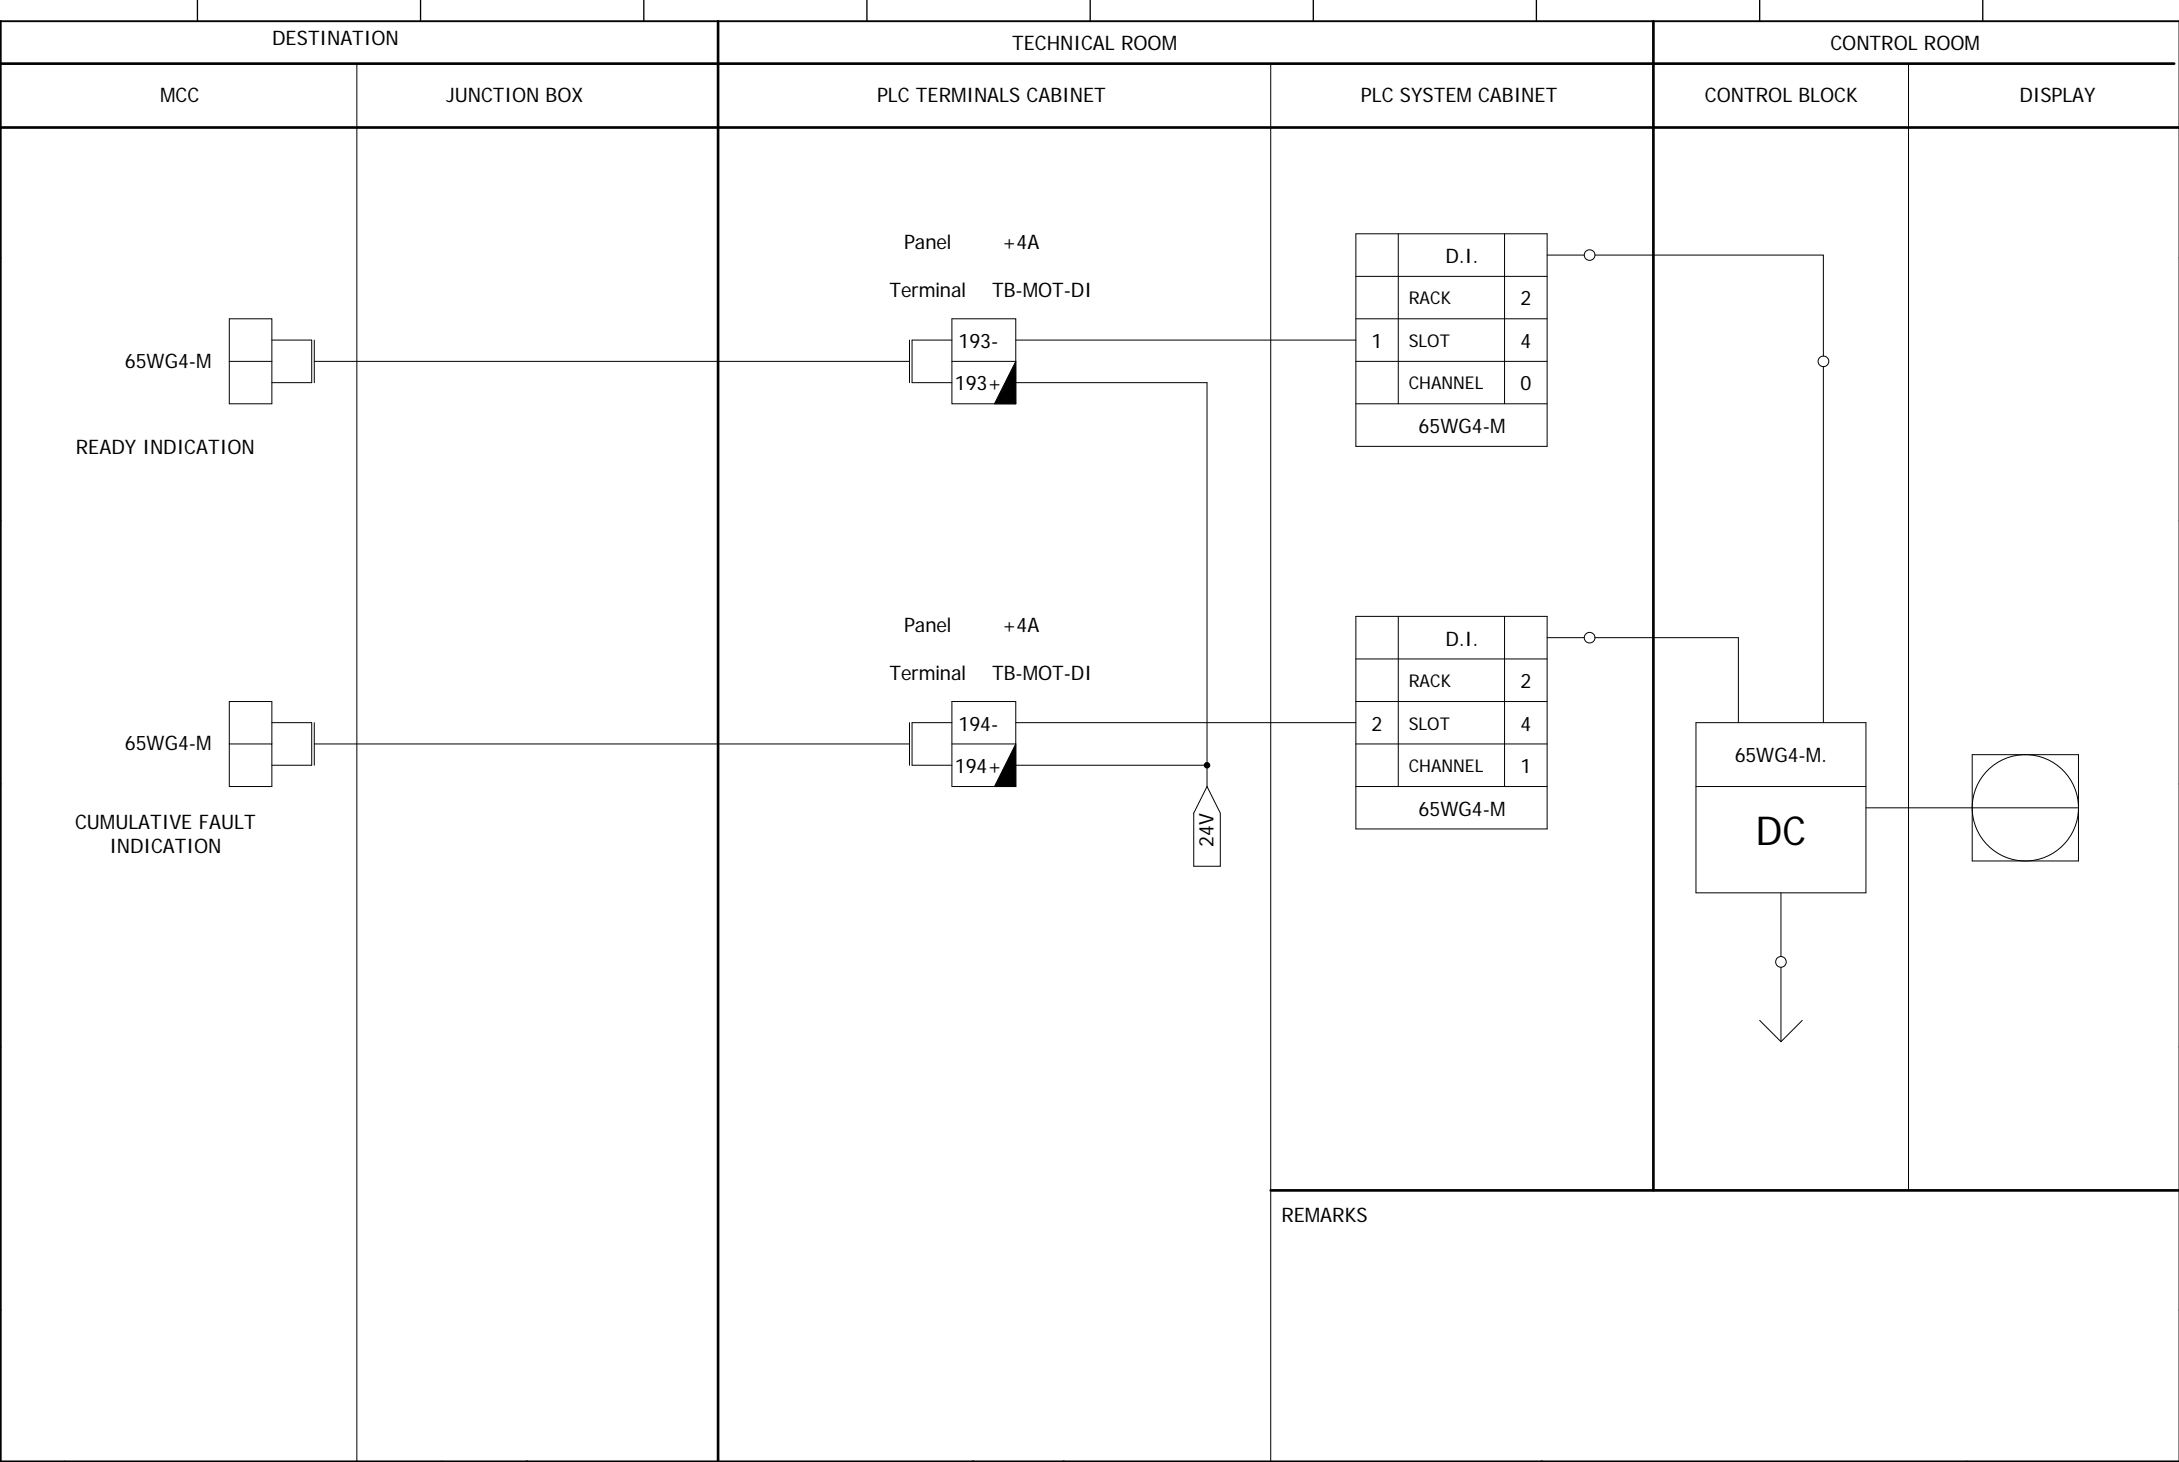 DESTINATION
TECHNICAL ROOM
CONTROL ROOM
MCC
JUNCTION BOX
PLC TERMINALS CABINET
PLC SYSTEM CABINET
CONTROL BLOCK
DISPLAY
Panel +4A
Terminal TB-MOT-DI
65WG4-M
READY INDICATION
193-
193+
D.I.
RACK 2
1 SLOT 4
CHANNEL 0
65WG4-M
Panel +4A
Terminal TB-MOT-DI
65WG4-M
CUMULATIVE FAULT
INDICATION
194-
194+
24V
D.I.
RACK 2
2 SLOT 4
CHANNEL 1
65WG4-M
65WG4-M.
DC
REMARKS